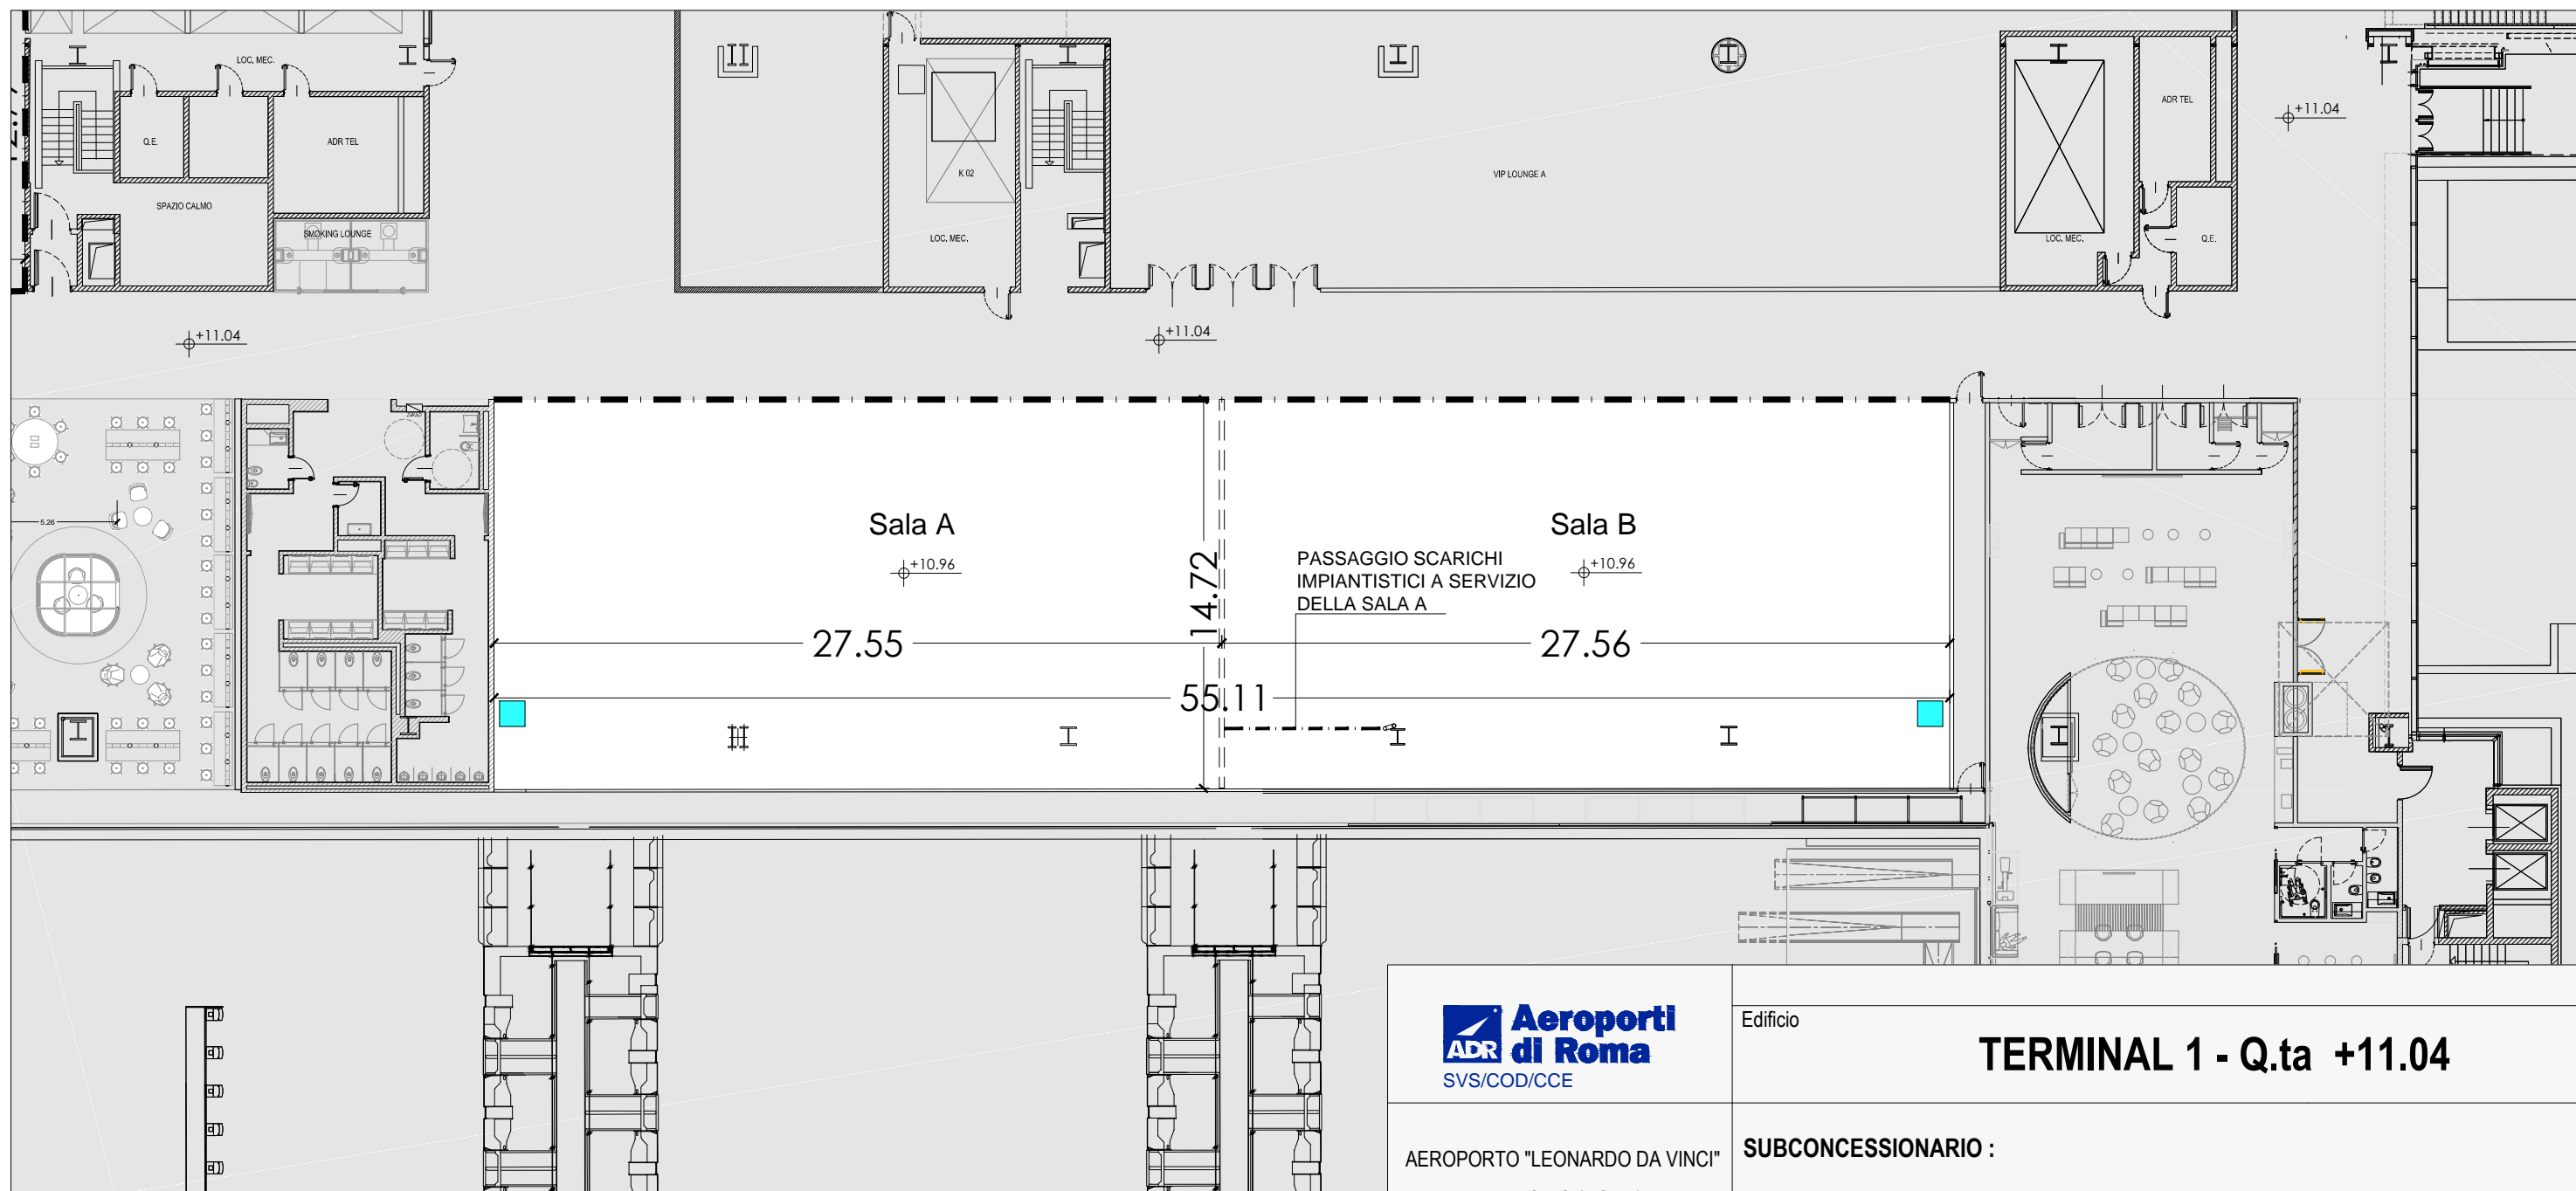 LOC. MEC.
Q.E.
ADR TEL
SPAZIO CALMO
SMOKING LOUNGE
K 02
LOC. MEC.
VIP LOUNGE A
LOC. MEC.
ADR TEL
Q.E.
+11.04
+11.04
+11.04
5.26
Sala A
+10.96
Sala B
+10.96
PASSAGGIO SCARICHI
IMPIANTISTICI A SERVIZIO
DELLA SALA A
14.72
27.55
27.56
55.11
ADR
Aeroporti
di Roma
SVS/COD/CCE
Edificio
TERMINAL 1 - Q.ta +11.04
AEROPORTO "LEONARDO DA VINCI"
SUBCONCESSIONARIO :